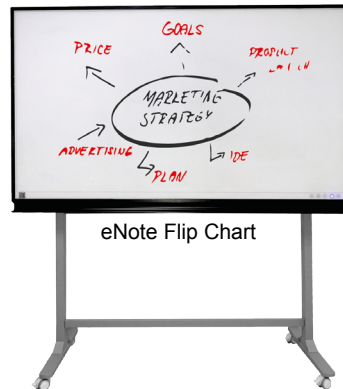 GOALS
PRICE
PRODUCT
MARKETING
STRATEGY
ADVERTISING
IDE
PLAN
eNote Flip Chart